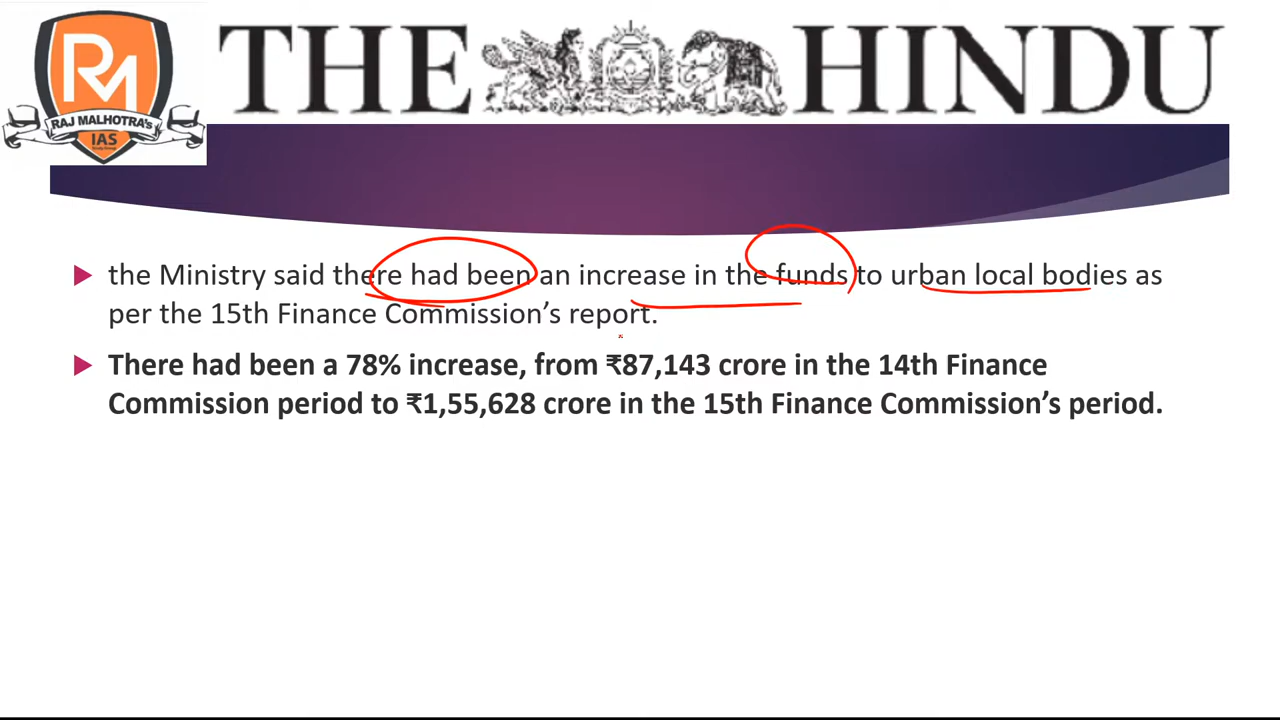 RM
RAJ MALHOTRA'S
IAS
THE HINDU
the Ministry said there had been an increase in the funds to urban local bodies as
per the 15th Finance Commission’s report.
There had been a 78% increase, from ₹87,143 crore in the 14th Finance
Commission period to ₹1,55,628 crore in the 15th Finance Commission’s period.